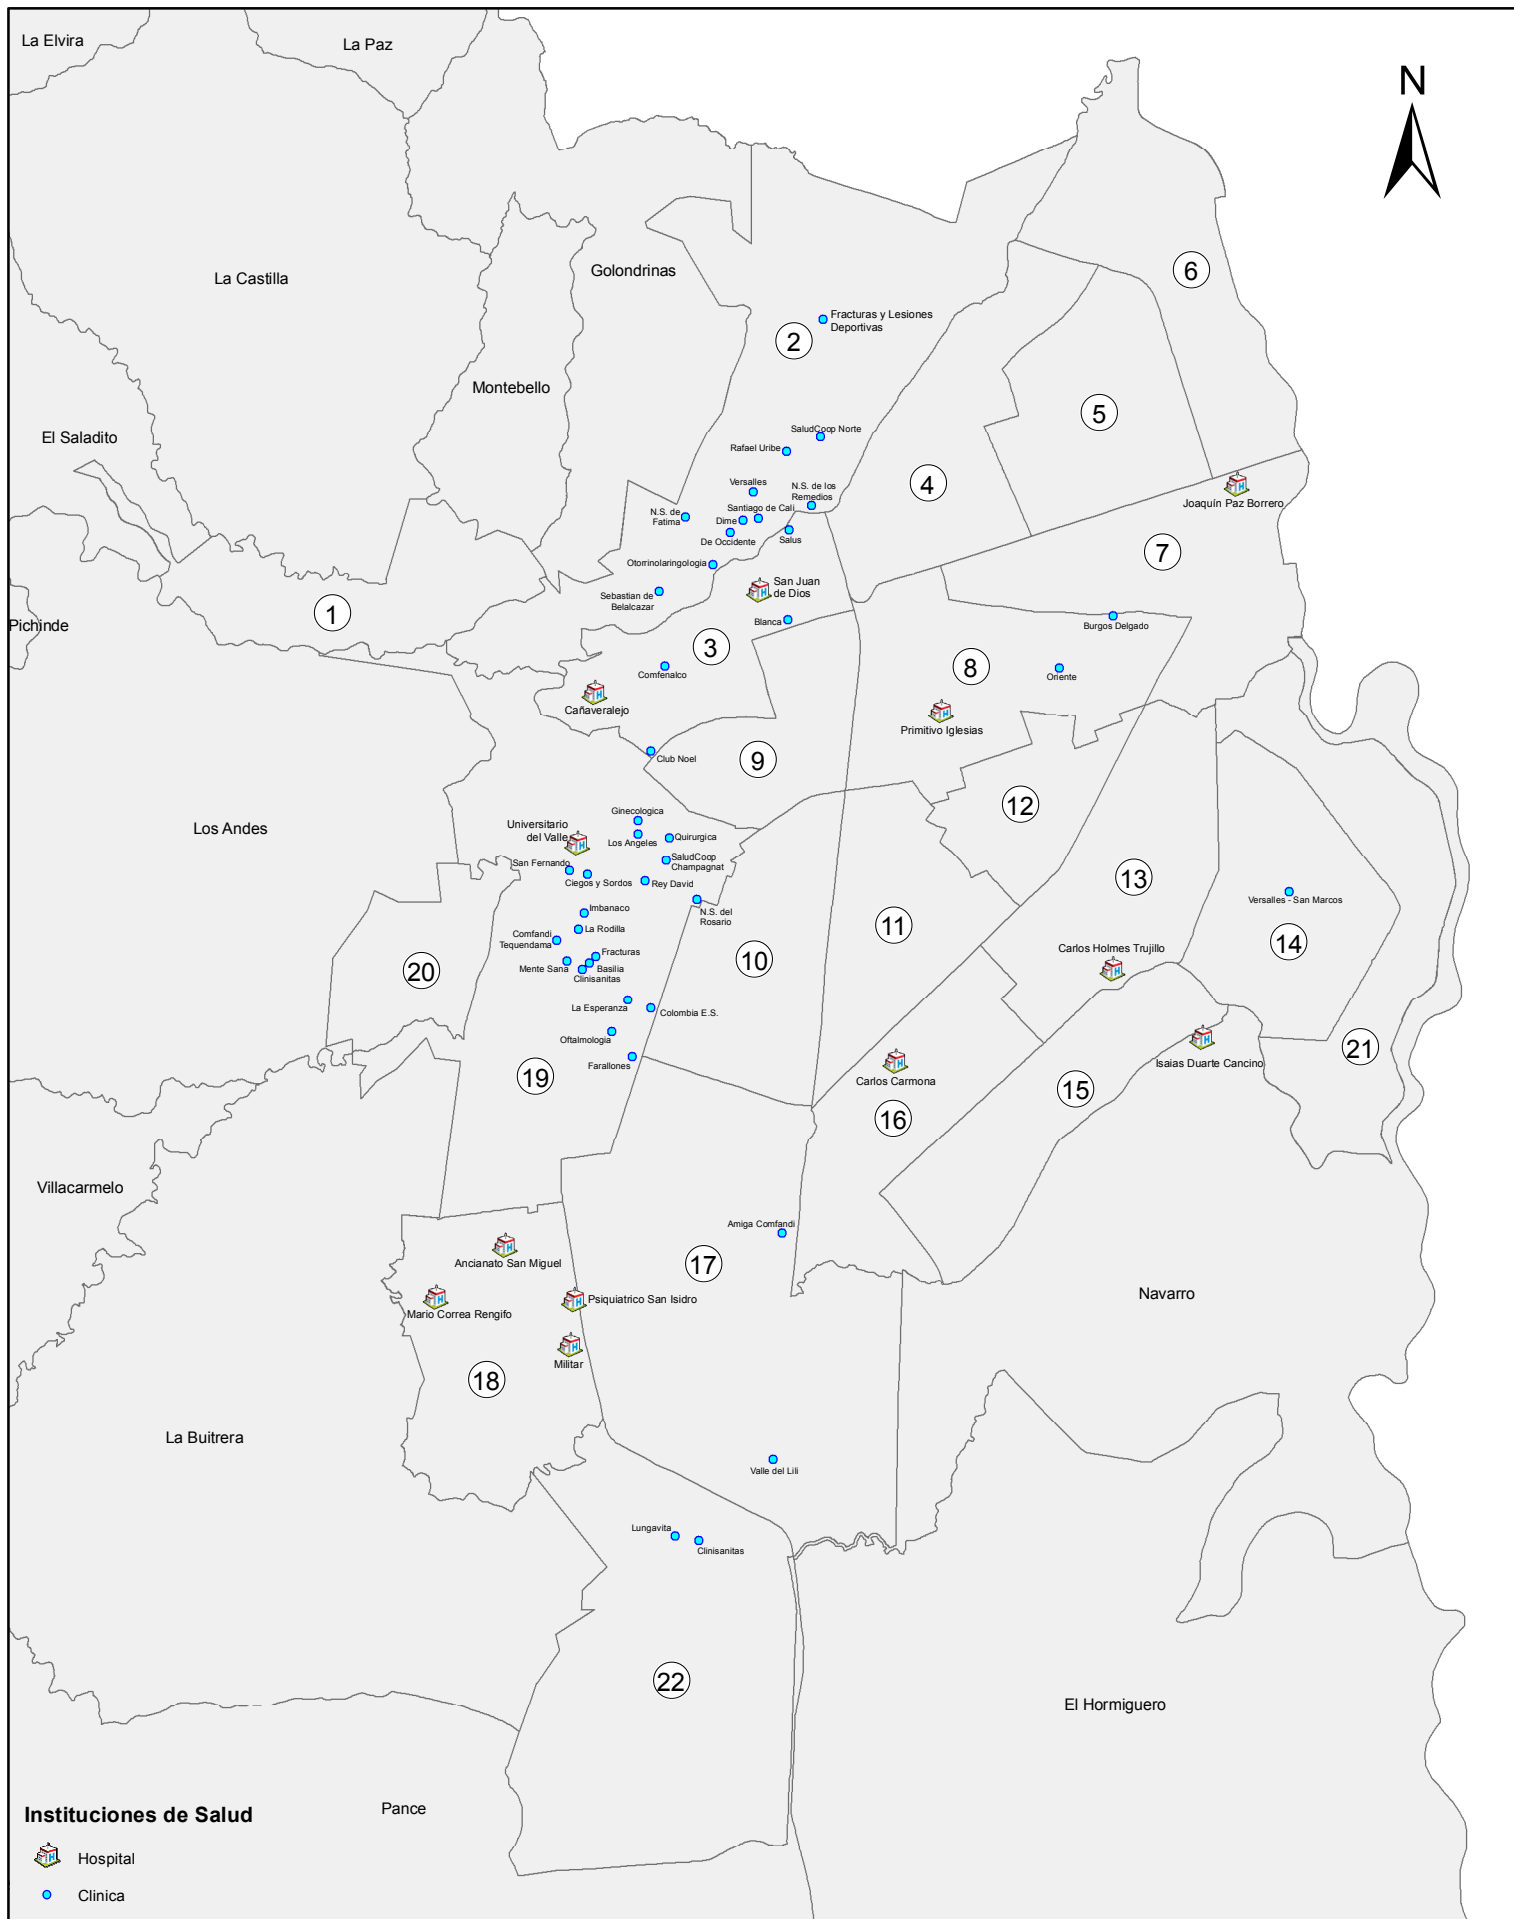 La Elvira
La Paz
N
La Castilla
Golondrinas
6
Fracturas y Lesiones
Deportivas
2
Montebello
5
El Saladito
SaludCoop Norte
Rafael Uribe
4
Versalles
N.S. de los
Remedios
Joaquín Paz Borrero
Santiago de Cali
N.S. de
Fatima
Dime
De Occidente
Salus
7
Otorrinolaringologia
San Juan
de Dios
Sebastian de
Belalcazar
1
Pichinde
Blanca
Burgos Delgado
3
8
Comfenalco
Oriente
Cañaveralejo
Primitivo Iglesias
Club Noel
9
12
Ginecologica
Los Andes
Universitario
del Valle
Los Angeles
Quirurgica
San Fernando
SaludCoop
Champagnat
Ciegos y Sordos
Rey David
13
Versalles - San Marcos
Imbanaco
N.S. del
Rosario
La Rodilla
11
Comfandi
Tequendama
14
Fracturas
Carlos Holmes Trujillo
10
20
Mente Sana
Basilia
Clinisanitas
La Esperanza
Colombia E.S.
Oftalmologia
21
Farallones
Isaias Duarte Cancino
19
Carlos Carmona
15
16
Villacarmelo
Amiga Comfandi
17
Ancianato San Miguel
Navarro
Psiquiatrico San Isidro
Mario Correa Rengifo
Militar
18
La Buitrera
Valle del Lili
Lungavita
Clinisanitas
22
El Hormiguero
Pance
Instituciones de Salud
Hospital
Clinica